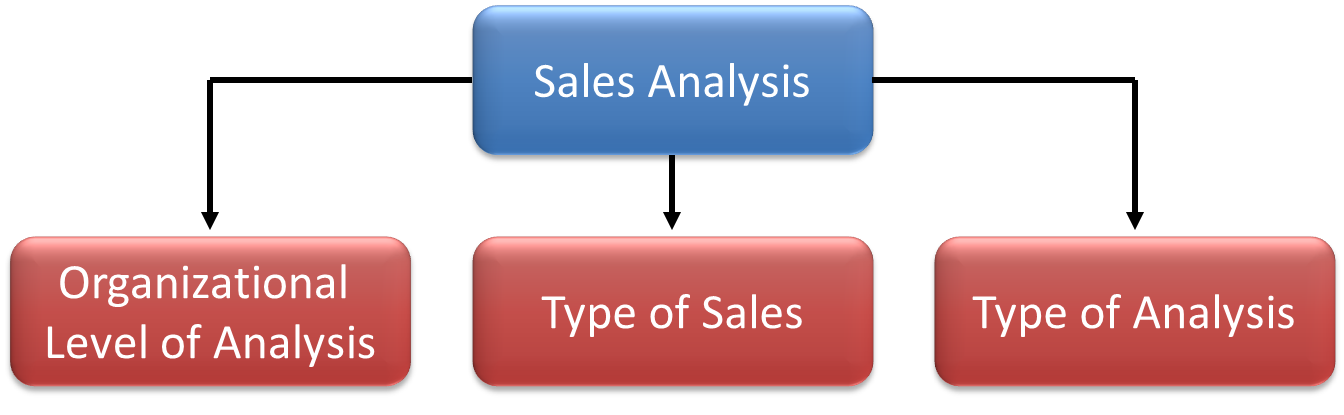 Sales Analysis
Organizational
Level of Analysis
Type of Sales
Type of Analysis